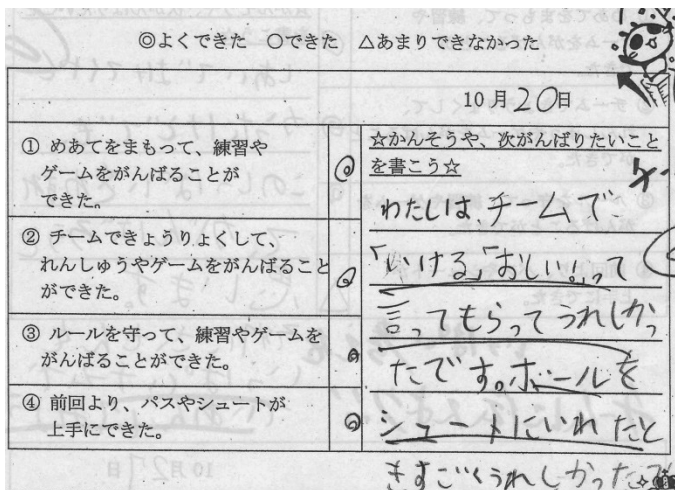 ◎よくできた ○できた △あまりできなかった
10月20日
① めあてをまもって、練習や
ゲームをがんばることが
できた。
◎
② チームできょうりょくして、
れんしゅうやゲームをがんばること
ができた。
◎
③ ルールを守って、練習やゲームを
がんばることができた。
◎
④ 前回より、パスやシュートが
上手にできた。
◎
☆かんそうや、次がんばりたいこと
を書こう☆
わたしは チームで、
「いける」「おしい!」って
言ってもらってうれしかっ
たです。ボールを
シュートにいれたと
きすごくうれしかったで